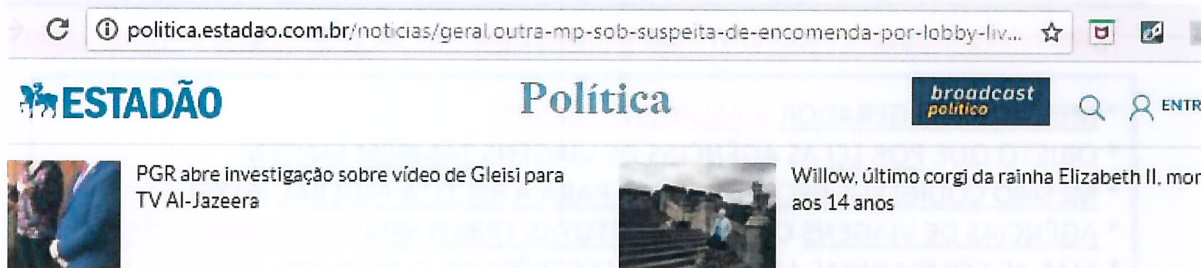 politica.estadao.com.br/noticias/geral,outra-mp-sob-suspeita-de-encomenda-por-lobby-liv...
ESTADÃO
Política
broadcast
político
ENTR
PGR abre investigação sobre vídeo de Gleisi para
TV Al-Jazeera
Willow, último corgi da rainha Elizabeth II, mor
aos 14 anos